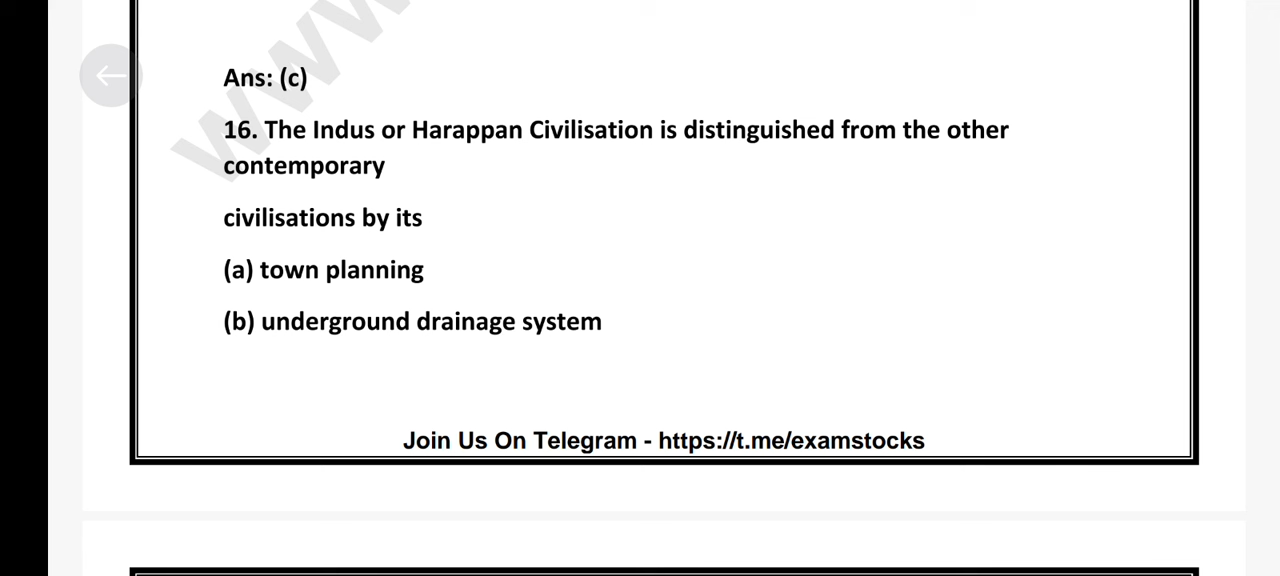 Ans: (c)
16. The Indus or Harappan Civilisation is distinguished from the other
contemporary
civilisations by its
(a) town planning
(b) underground drainage system
Join Us On Telegram - https://t.me/examstocks